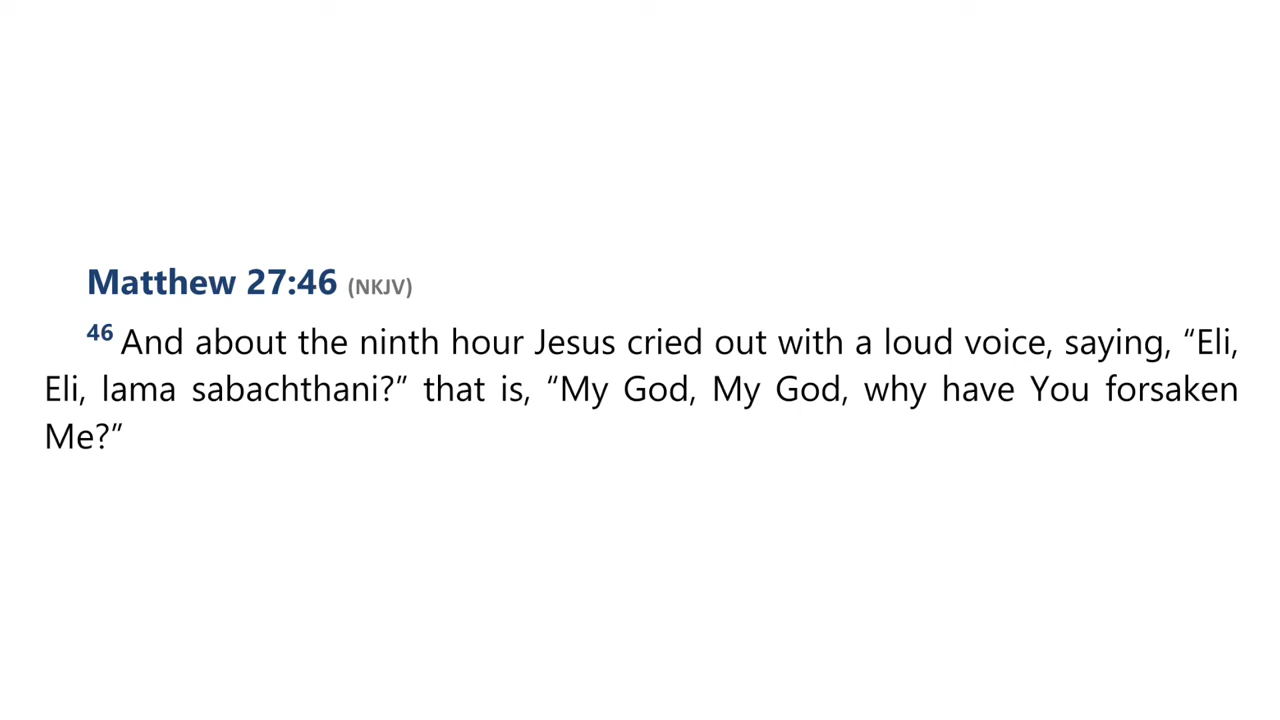 Matthew 27:46 (NKJV)
46 And about the ninth hour Jesus cried out with a loud voice, saying, “Eli,
Eli, lama sabachthani?” that is, “My God, My God, why have You forsaken
Me?”